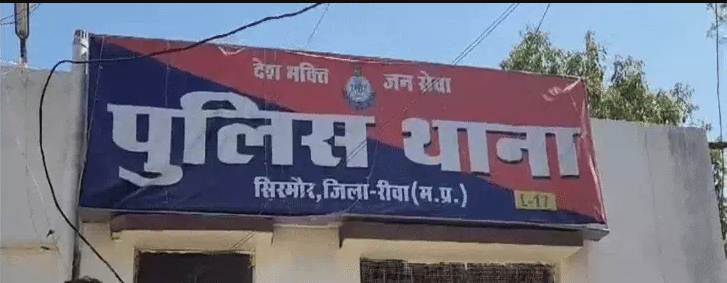 देश भक्ति जन सेवा
पुलिस थाना
सिरमौर, जिला-रीवा (म.प्र.)
L-17